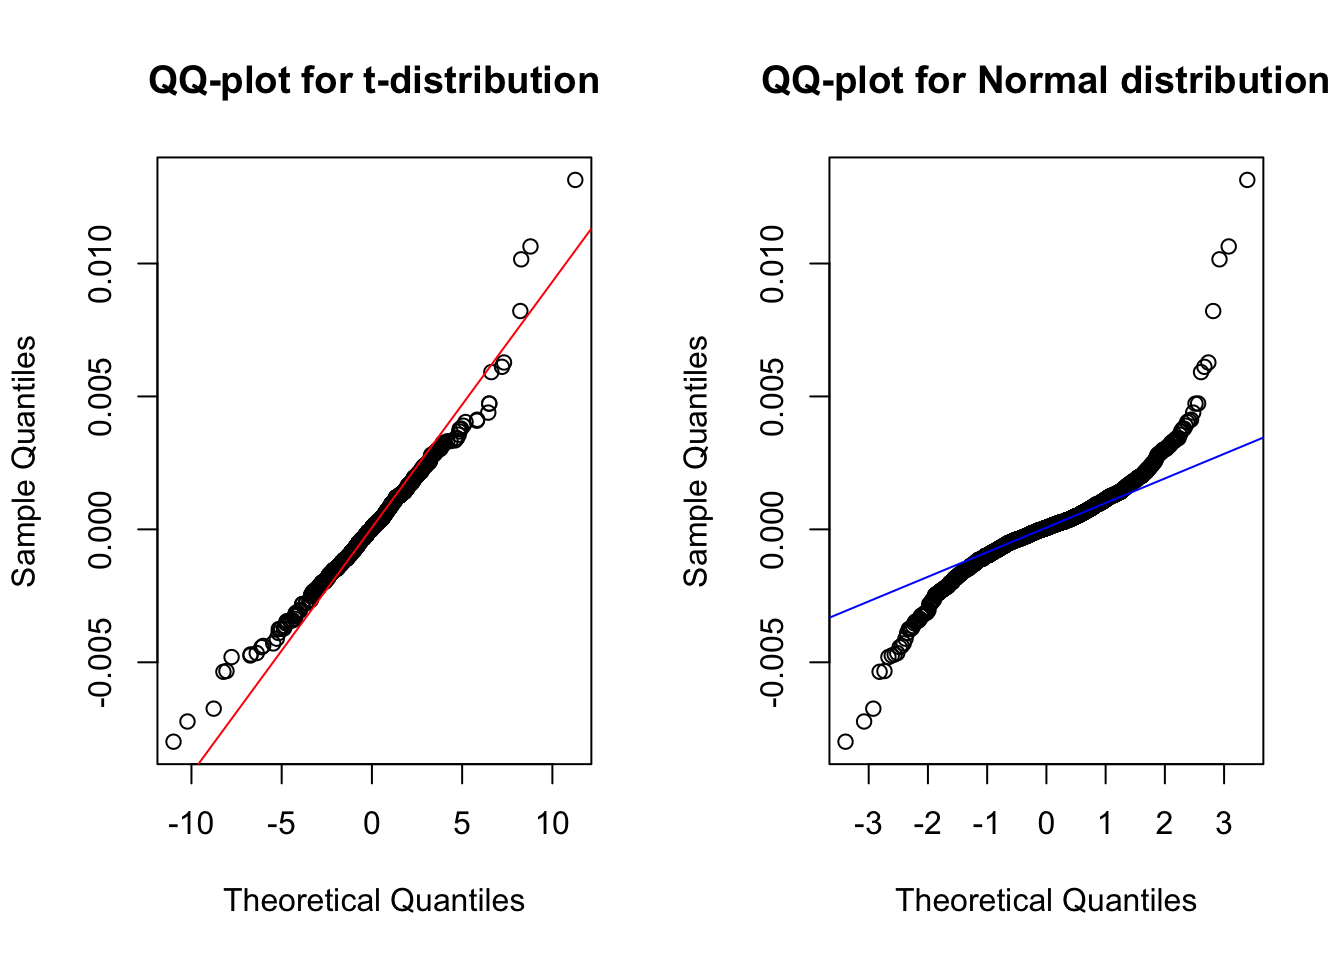 QQ-plot for t-distribution
Sample Quantiles
0.010
0.005
0.000
-0.005
-10 -5 0 5 10
Theoretical Quantiles
QQ-plot for Normal distribution
Sample Quantiles
0.010
0.005
0.000
-0.005
-3 -2 -1 0 1 2 3
Theoretical Quantiles